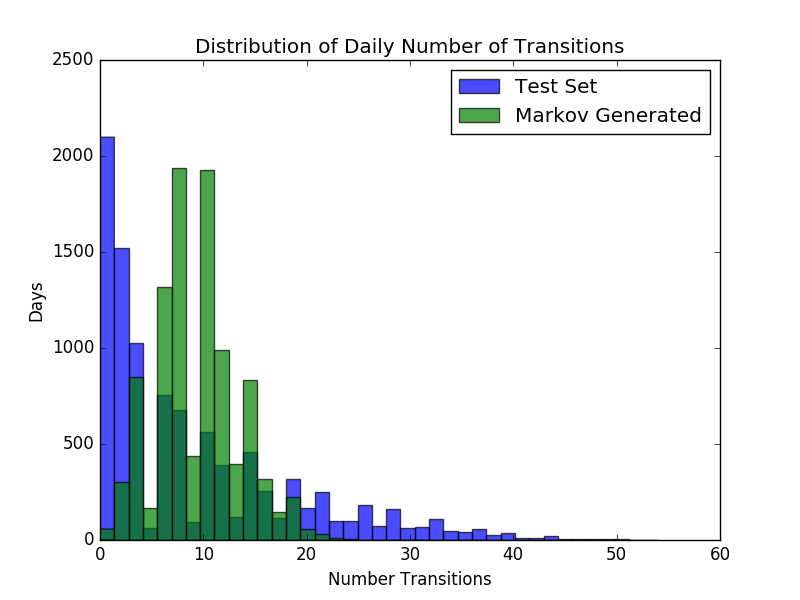 Distribution of Daily Number of Transitions
2500
2000
1500
1000
500
0
Days
Test Set
Markov Generated
0 10 20 30 40 50 60
Number Transitions